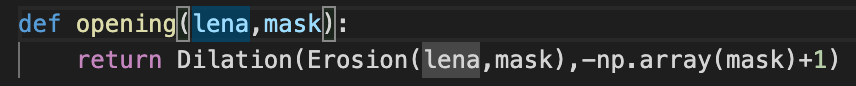 def opening(lena,mask):
    return Dilation(Erosion(lena,mask),-np.array(mask)+1)